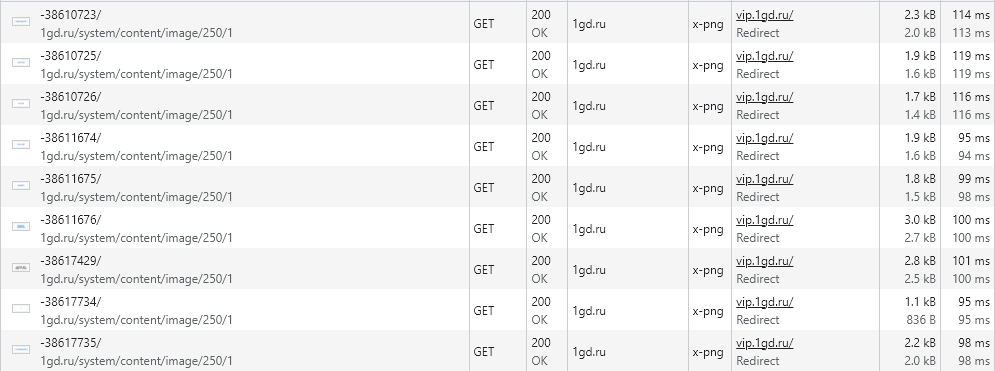 -38610723/ GET 200 1gd.ru x-png vip.1gd.ru/ 2.3 kB 114 ms
1gd.ru/system/content/image/250/1 OK Redirect 2.0 kB 113 ms
-38610725/ GET 200 1gd.ru x-png vip.1gd.ru/ 1.9 kB 119 ms
1gd.ru/system/content/image/250/1 OK Redirect 1.6 kB 119 ms
-38610726/ GET 200 1gd.ru x-png vip.1gd.ru/ 1.7 kB 116 ms
1gd.ru/system/content/image/250/1 OK Redirect 1.4 kB 116 ms
-38611674/ GET 200 1gd.ru x-png vip.1gd.ru/ 1.9 kB 95 ms
1gd.ru/system/content/image/250/1 OK Redirect 1.6 kB 94 ms
-38611675/ GET 200 1gd.ru x-png vip.1gd.ru/ 1.8 kB 99 ms
1gd.ru/system/content/image/250/1 OK Redirect 1.5 kB 98 ms
-38611676/ GET 200 1gd.ru x-png vip.1gd.ru/ 3.0 kB 100 ms
1gd.ru/system/content/image/250/1 OK Redirect 2.7 kB 100 ms
-38617429/ GET 200 1gd.ru x-png vip.1gd.ru/ 2.8 kB 101 ms
1gd.ru/system/content/image/250/1 OK Redirect 2.5 kB 100 ms
-38617734/ GET 200 1gd.ru x-png vip.1gd.ru/ 1.1 kB 95 ms
1gd.ru/system/content/image/250/1 OK Redirect 836 B 95 ms
-38617735/ GET 200 1gd.ru x-png vip.1gd.ru/ 2.2 kB 98 ms
1gd.ru/system/content/image/250/1 OK Redirect 2.0 kB 98 ms